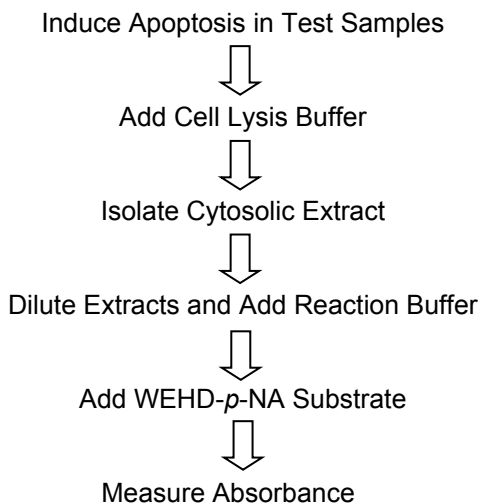 Induce Apoptosis in Test Samples
Add Cell Lysis Buffer
Isolate Cytosolic Extract
Dilute Extracts and Add Reaction Buffer
Add WEHD-p-NA Substrate
Measure Absorbance